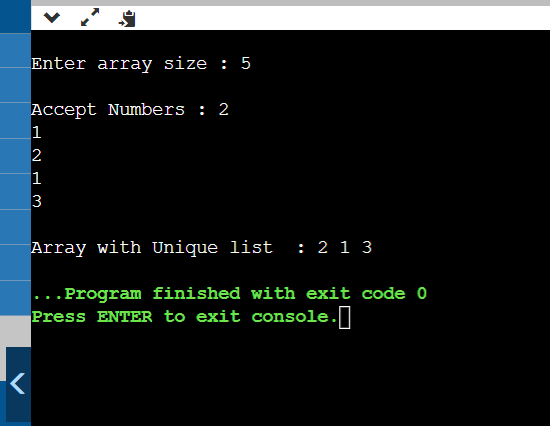 Enter array size : 5
Accept Numbers : 2
1
2
1
3
Array with Unique list  : 2 1 3
...Program finished with exit code 0
Press ENTER to exit console.